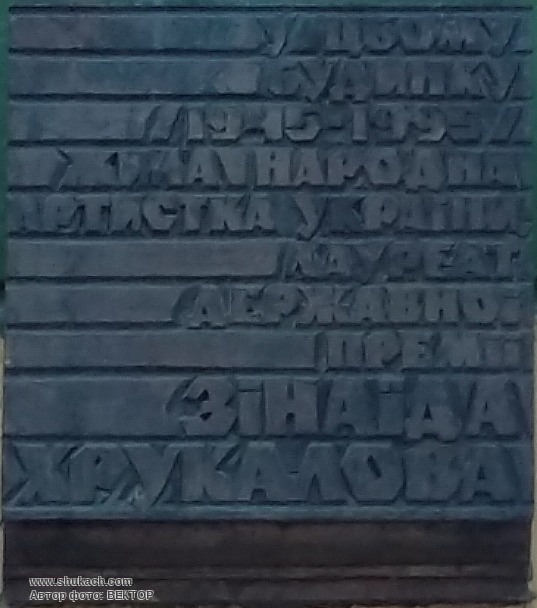 У ЦЬОМУ
БУДИНКУ
/1945-1995/
ЖИЛА НАРОДНА
АРТИСТКА УКРАЇНИ,
ЛАУРЕАТ
ДЕРЖАВНОЇ
ПРЕМІЇ
ЗІНАЇДА
ХРУКАЛОВА
www.shukach.com
Автор фото: ВЕКТОР